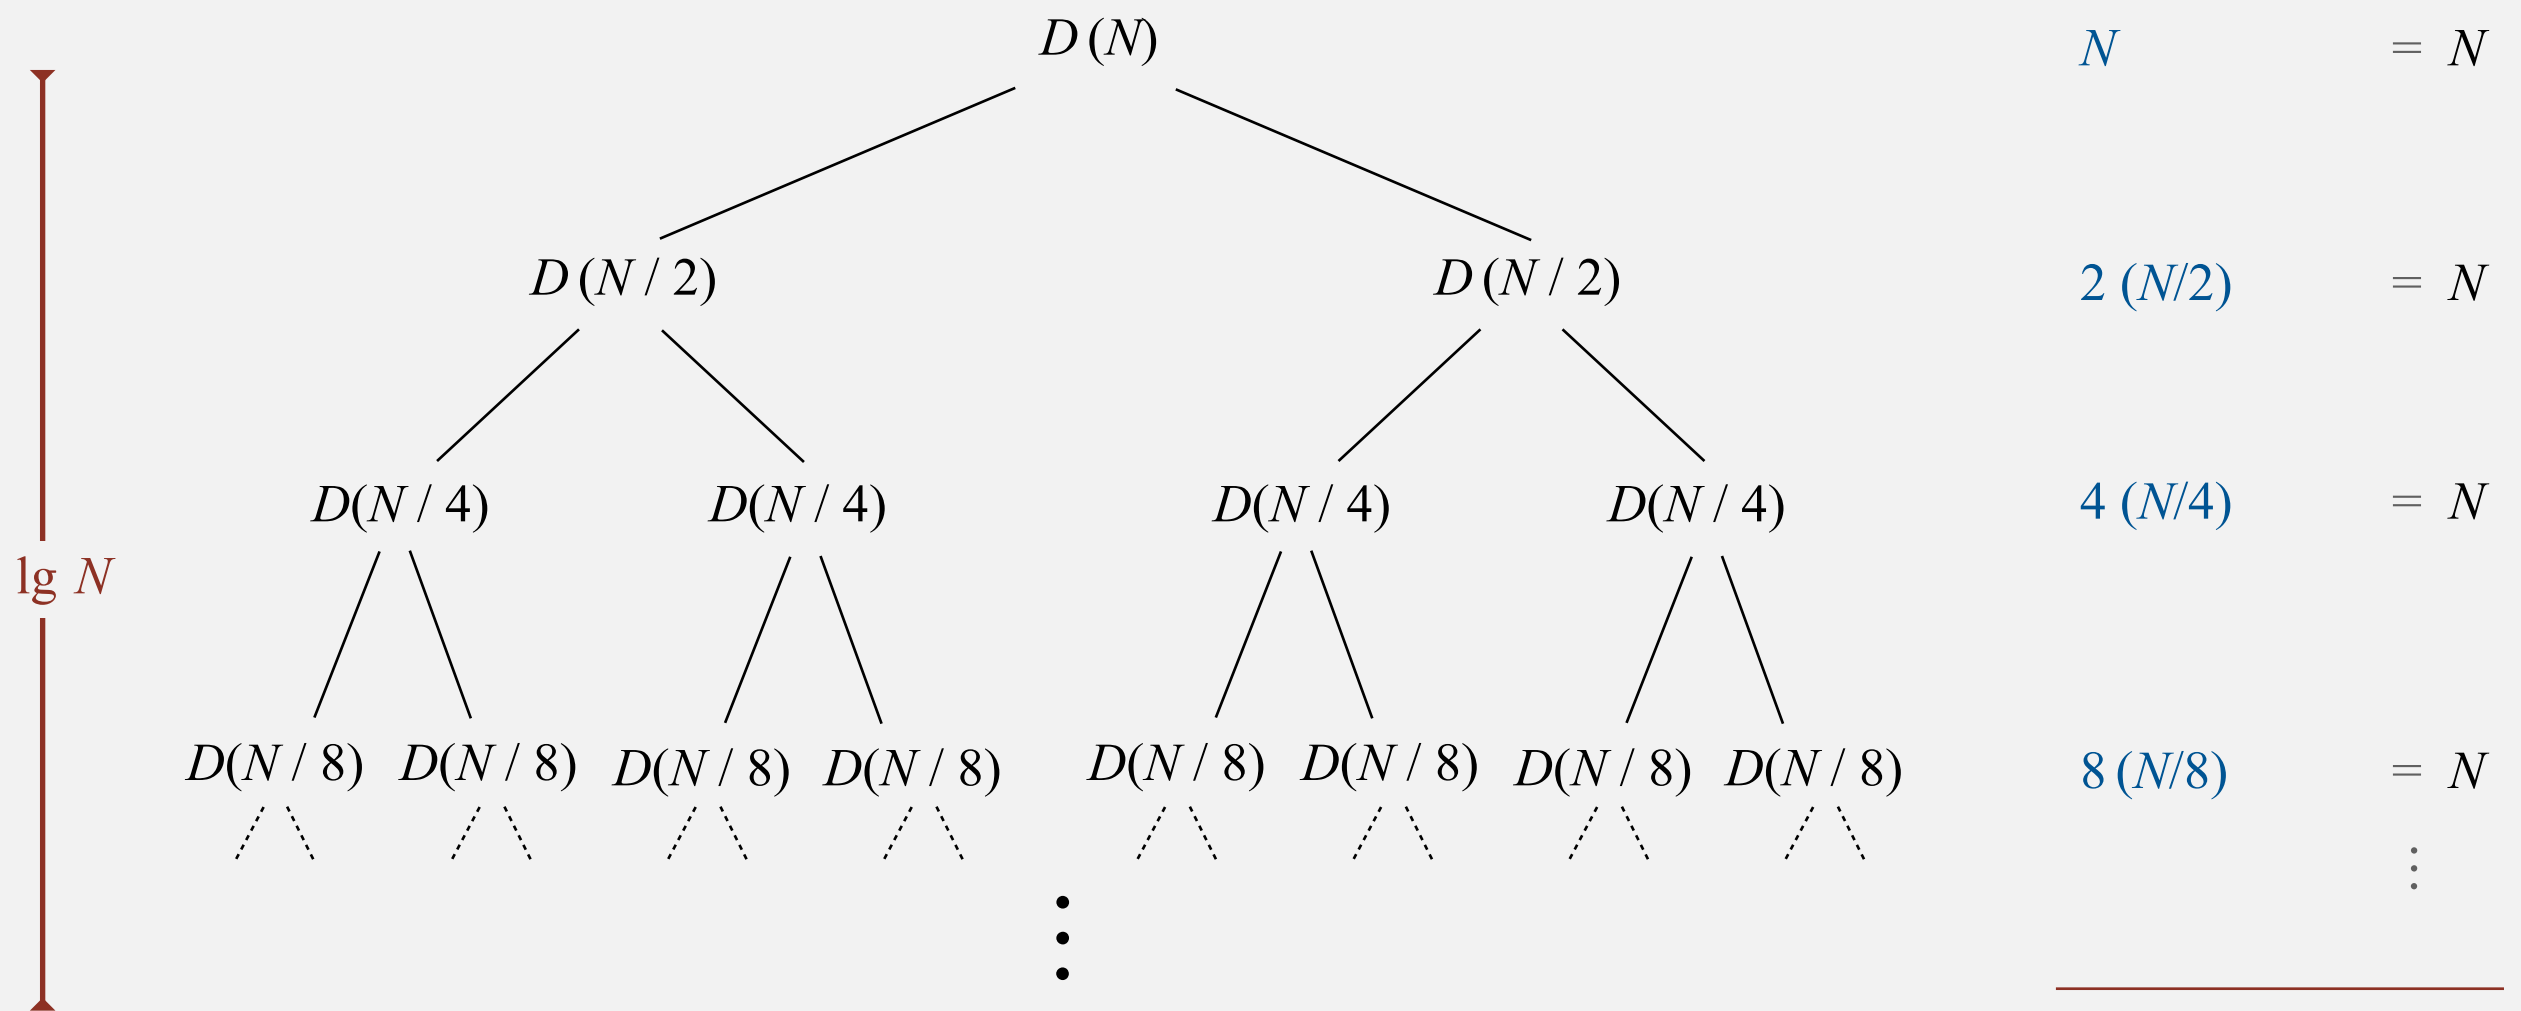 D (N) N = N
D (N / 2) D (N / 2) 2 (N/2) = N
D(N / 4) D(N / 4) D(N / 4) D(N / 4) 4 (N/4) = N
lg N
D(N / 8) D(N / 8) D(N / 8) D(N / 8) D(N / 8) D(N / 8) D(N / 8) D(N / 8) 8 (N/8) = N